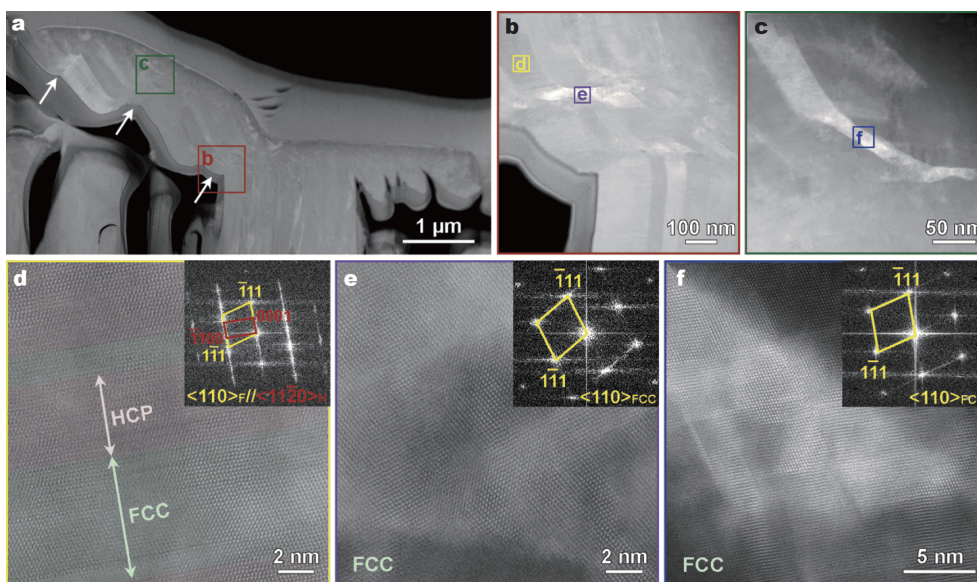 a
c
b
1 μm
b
d
e
100 nm
c
f
50 nm
d
1̄11
0001
1̄100
11̄1
<110>F//<112̄0>H
HCP
FCC
2 nm
e
1̄11
11̄1
<110>FCC
FCC
2 nm
f
1̄11
11̄1
<110>FCC
FCC
5 nm